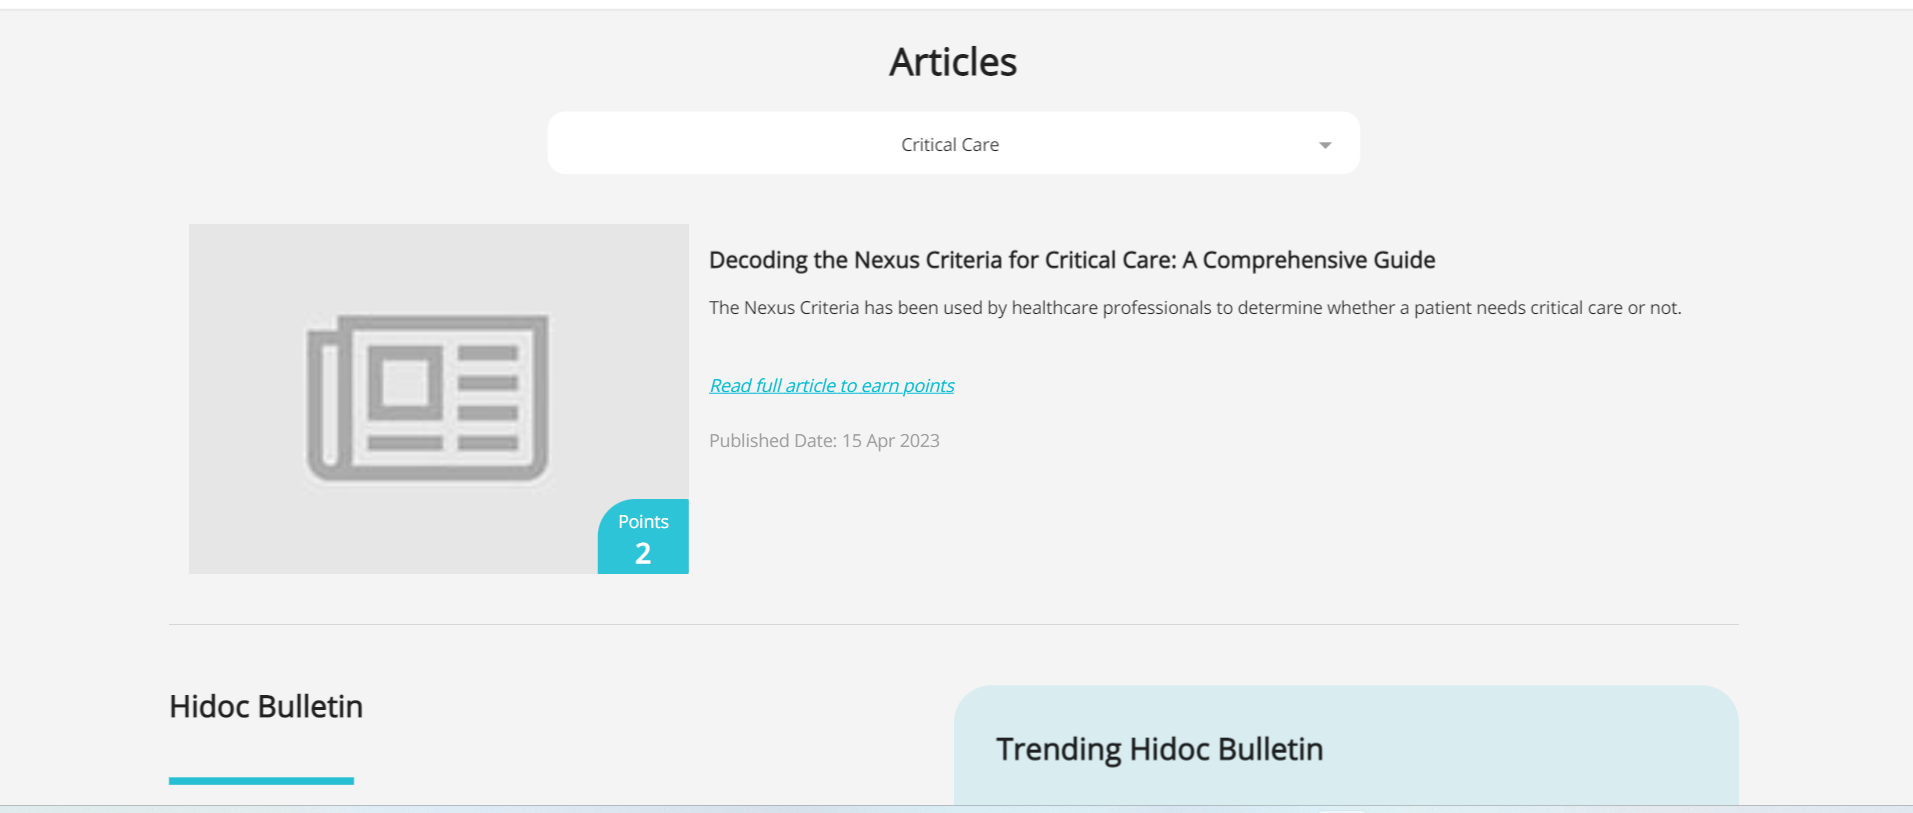 Articles
Critical Care
Decoding the Nexus Criteria for Critical Care: A Comprehensive Guide
The Nexus Criteria has been used by healthcare professionals to determine whether a patient needs critical care or not.
Read full article to earn points
Published Date: 15 Apr 2023
Points
2
Hidoc Bulletin
Trending Hidoc Bulletin